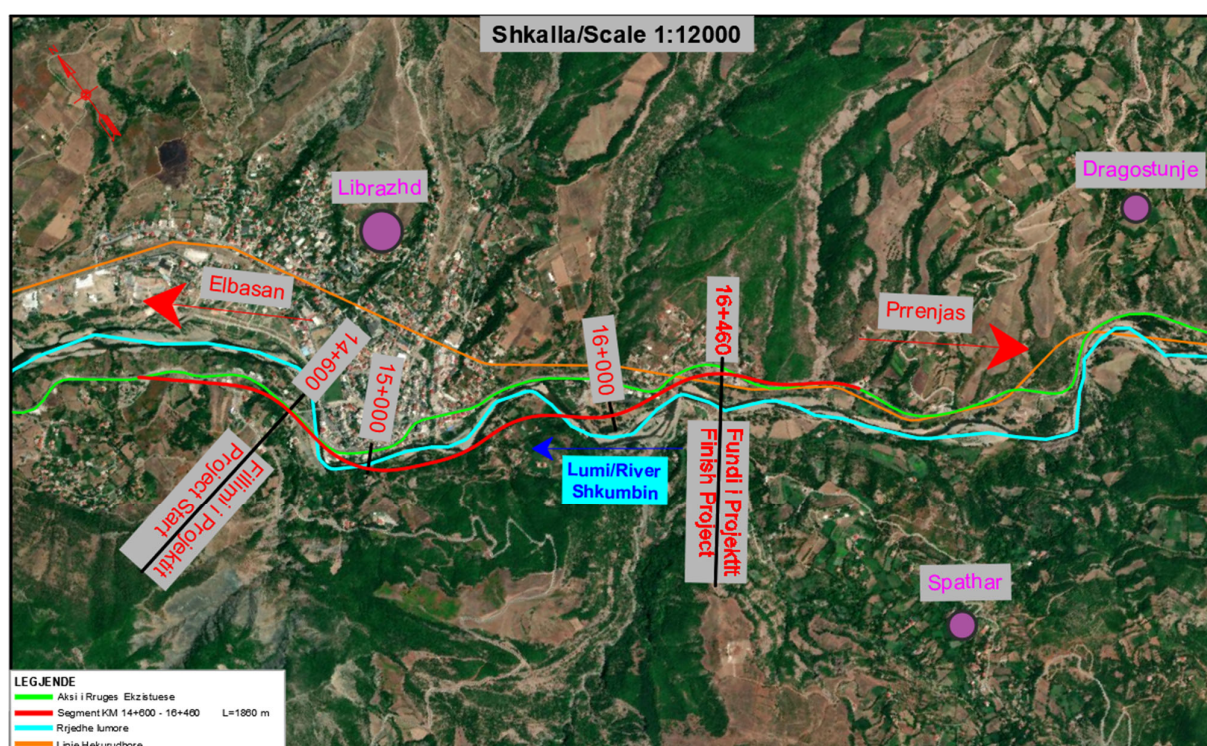 Shkalla/Scale 1:12000
Dragostunje
Librazhd
Elbasan
16+460
Prrenjas
14+600
15+000
16+000
Lumi/River
Shkumbin
Fillimi i Projektit
Project Start
Fundi i Projektit
Finish Project
Spathar
LEGJENDE
Aksi i Rruges Ekzistuese
Segment KM 14+600 - 16+460 L=1860 m
Rrjedhe lumore
Linje Hekurudhore